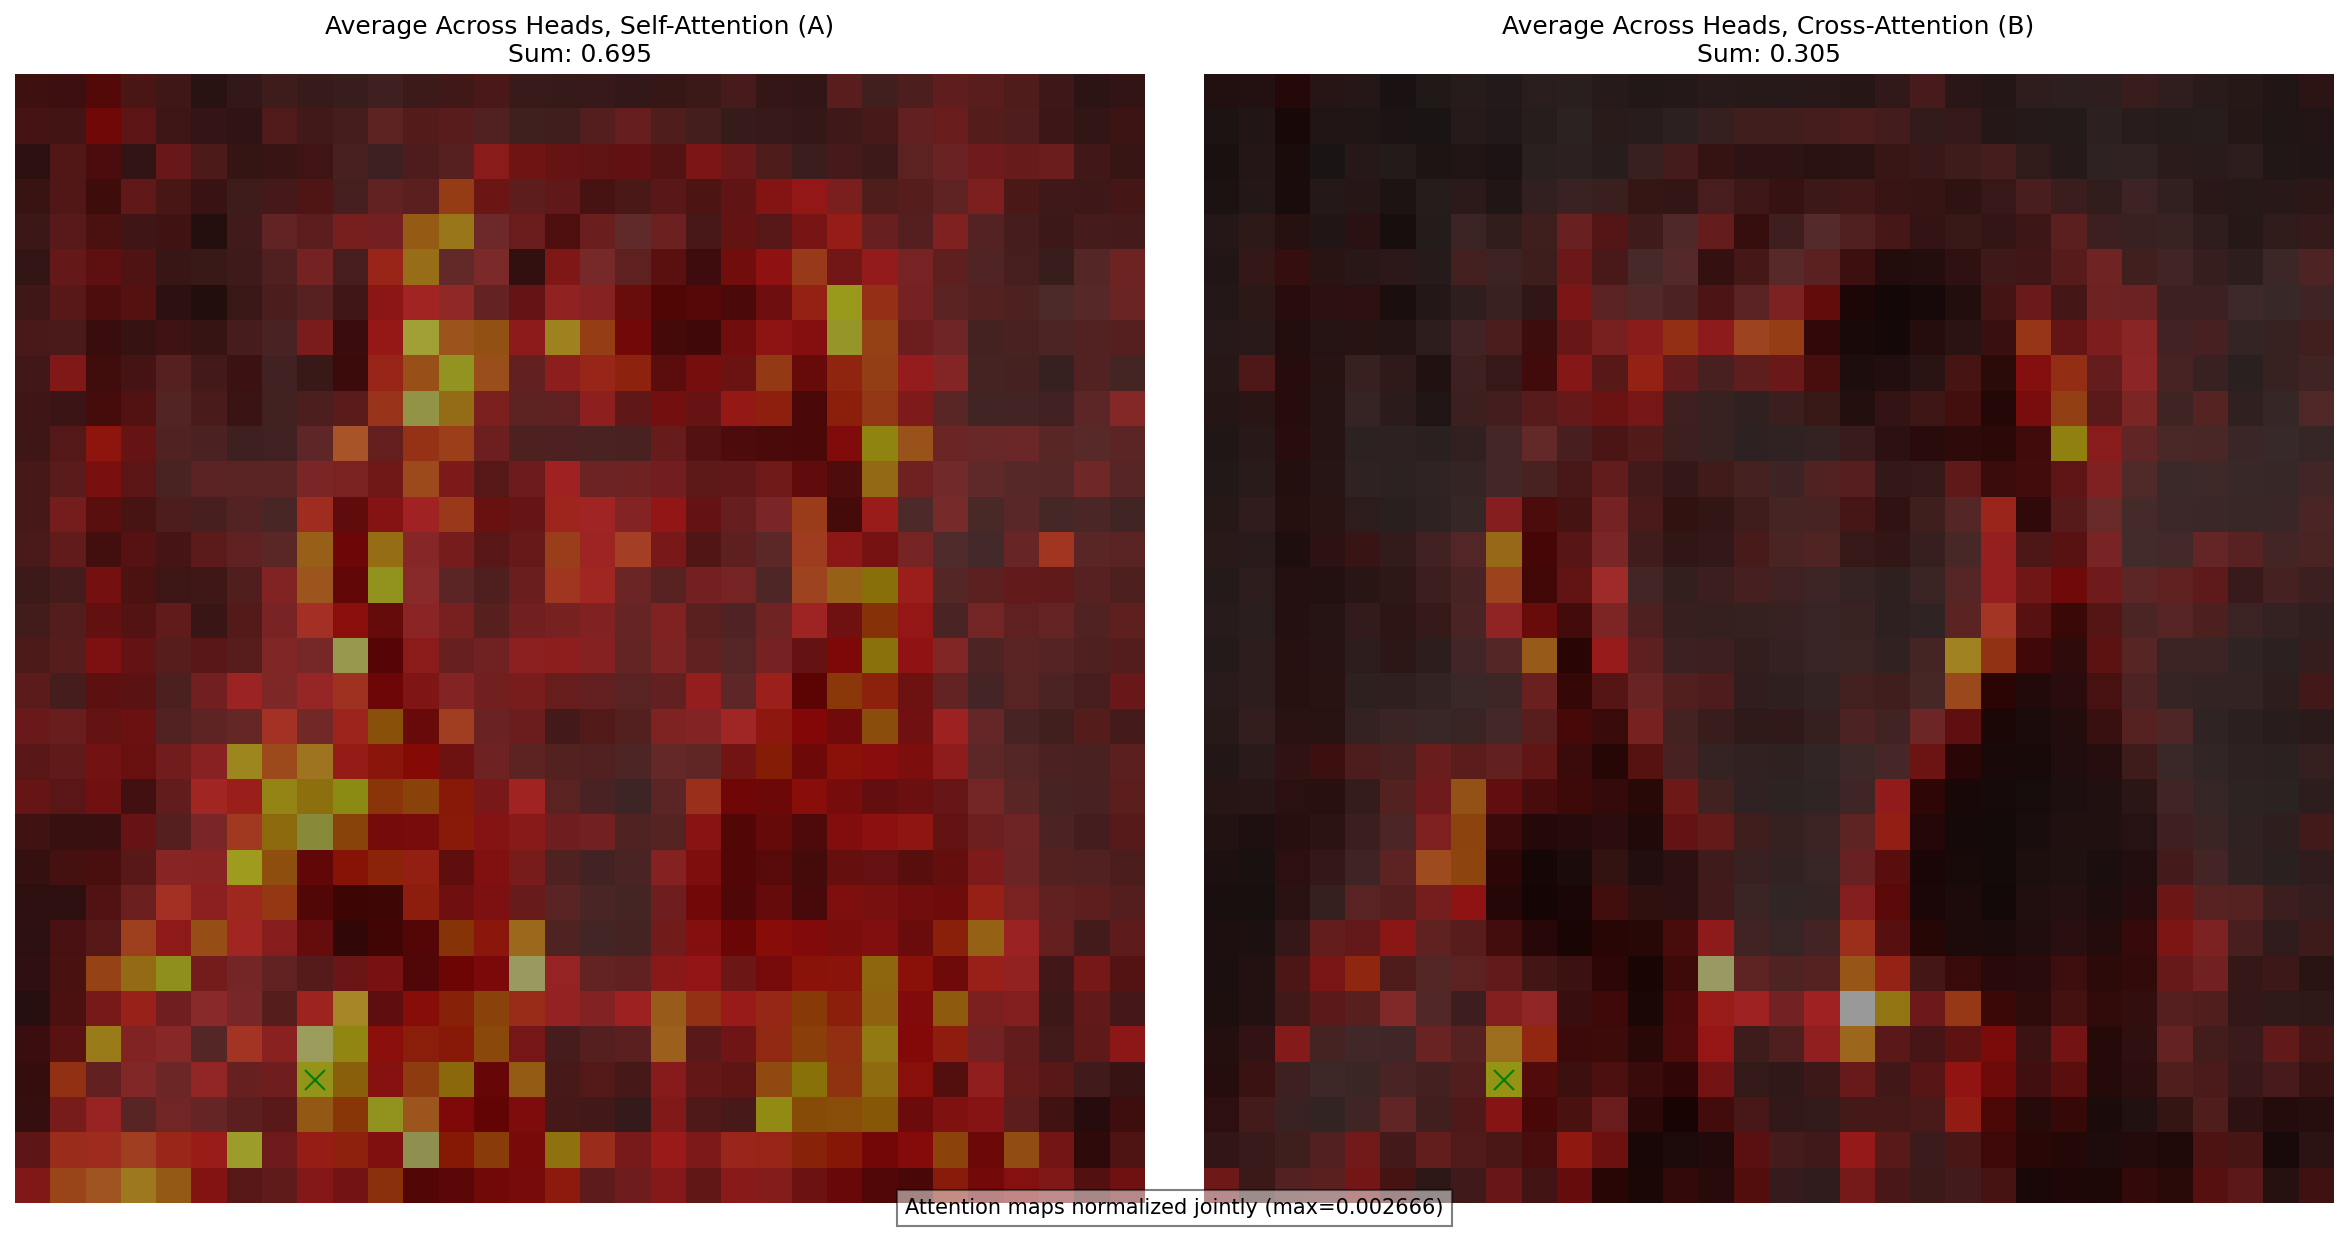 Average Across Heads, Self-Attention (A)
Sum: 0.695
Average Across Heads, Cross-Attention (B)
Sum: 0.305
Attention maps normalized jointly (max=0.002666)